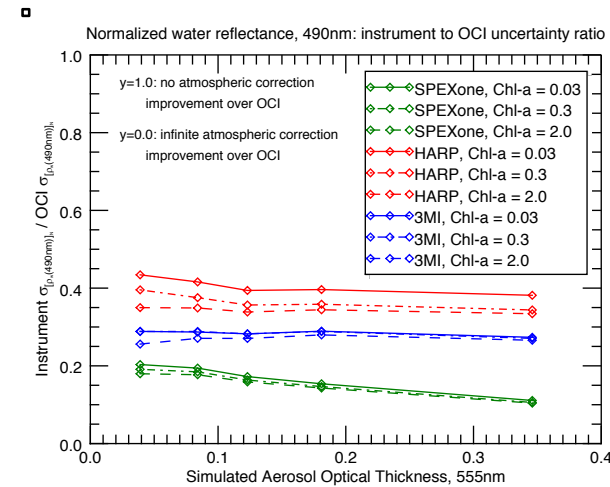 Normalized water reflectance, 490nm: instrument to OCI uncertainty ratio
1.0
0.8
0.6
0.4
0.2
0.0
y=1.0: no atmospheric correction
improvement over OCI
y=0.0: infinite atmospheric correction
improvement over OCI
SPEXone, Chl-a = 0.03
SPEXone, Chl-a = 0.3
SPEXone, Chl-a = 2.0
HARP, Chl-a = 0.03
HARP, Chl-a = 0.3
HARP, Chl-a = 2.0
3MI, Chl-a = 0.03
3MI, Chl-a = 0.3
3MI, Chl-a = 2.0
Instrument σ / OCI σ
0.0 0.1 0.2 0.3 0.4
Simulated Aerosol Optical Thickness, 555nm